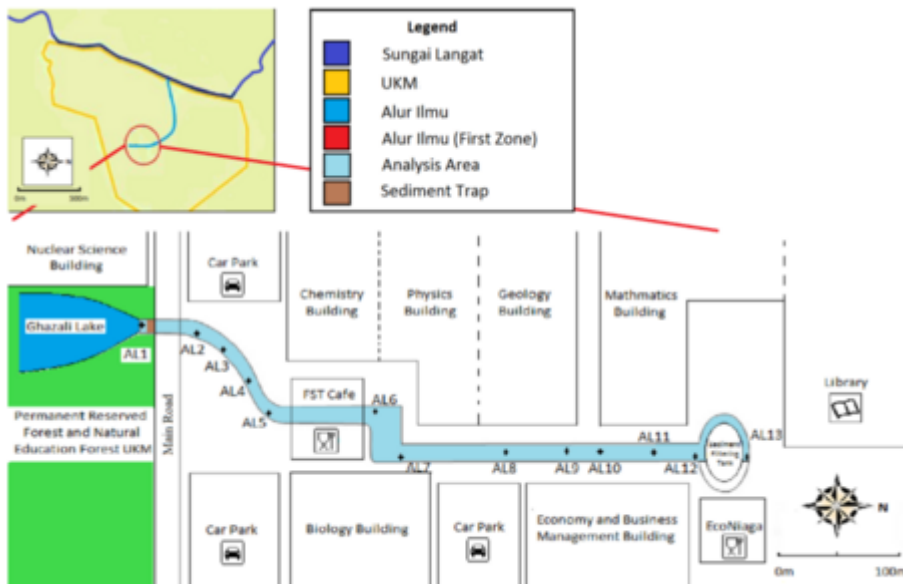 Legend
Sungai Langat
UKM
Alur Ilmu
Alur Ilmu (First Zone)
Analysis Area
Sediment Trap
N
0m
300m
Nuclear Science
Building
Car Park
Chemistry
Building
Physics
Building
Geology
Building
Mathmatics
Building
Ghazali Lake
AL1
AL2
AL3
AL4
AL5
FST Cafe
AL6
AL7
AL8
AL9
AL10
AL11
AL12
AL13
Sediment
Filtering
Tank
Library
Main Road
Permanent Reserved
Forest and Natural
Education Forest UKM
Car Park
Biology Building
Car Park
Economy and Business
Management Building
EcoNiaga
N
0m
100m